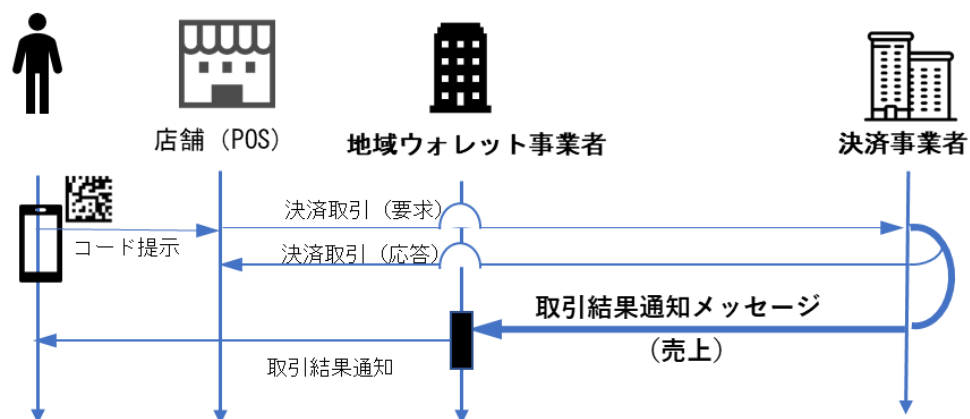 店舗（POS）
地域ウォレット事業者
決済事業者
決済取引（要求）
コード提示
決済取引（応答）
取引結果通知メッセージ
（売上）
取引結果通知